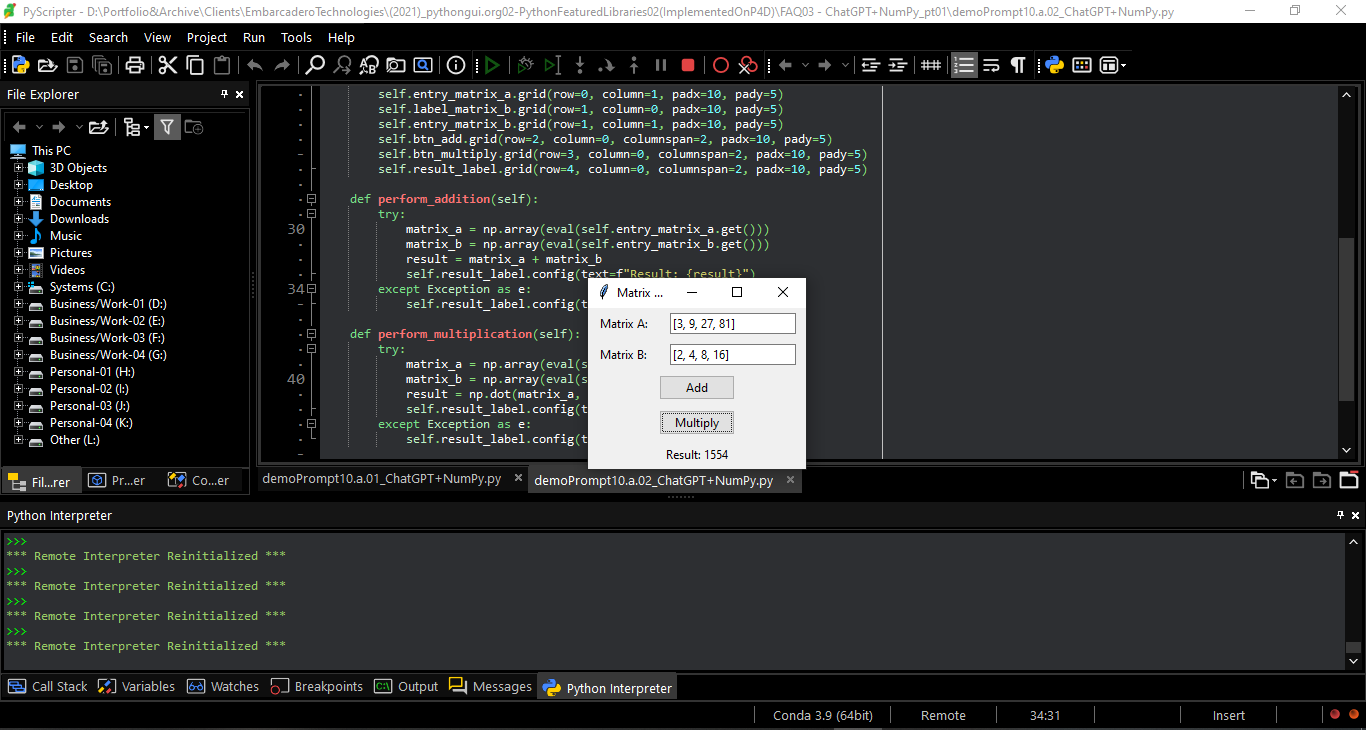 PyScripter - D:\Portfolio&Archive\Clients\EmbarcaderoTechnologies\(2021)_pythongui.org02-PythonFeaturedLibraries02(ImplementedOnP4D)\FAQ03 - ChatGPT+NumPy_pt01\demoPrompt10.a.02_ChatGPT+NumPy.py
File Edit Search View Project Run Tools Help
File Explorer
This PC
3D Objects
Desktop
Documents
Downloads
Music
Pictures
Videos
Systems (C:)
Business/Work-01 (D:)
Business/Work-02 (E:)
Business/Work-03 (F:)
Business/Work-04 (G:)
Personal-01 (H:)
Personal-02 (I:)
Personal-03 (J:)
Personal-04 (K:)
Other (L:)
Fil...rer Pr...er Co...er
self.entry_matrix_a.grid(row=0, column=1, padx=10, pady=5)
self.label_matrix_b.grid(row=1, column=0, padx=10, pady=5)
self.entry_matrix_b.grid(row=1, column=1, padx=10, pady=5)
self.btn_add.grid(row=2, column=0, columnspan=2, padx=10, pady=5)
self.btn_multiply.grid(row=3, column=0, columnspan=2, padx=10, pady=5)
self.result_label.grid(row=4, column=0, columnspan=2, padx=10, pady=5)
def perform_addition(self):
try:
30 matrix_a = np.array(eval(self.entry_matrix_a.get()))
matrix_b = np.array(eval(self.entry_matrix_b.get()))
result = matrix_a + matrix_b
self.result_label.config(text=f"Result: {result}")
34 except Exception as e:
self.result_label.config(t
def perform_multiplication(self):
try:
matrix_a = np.array(eval(s
40 matrix_b = np.array(eval(s
result = np.dot(matrix_a,
self.result_label.config(t
except Exception as e:
self.result_label.config(t
Matrix ...
Matrix A: [3, 9, 27, 81]
Matrix B: [2, 4, 8, 16]
Add
Multiply
Result: 1554
demoPrompt10.a.01_ChatGPT+NumPy.py demoPrompt10.a.02_ChatGPT+NumPy.py
Python Interpreter
>>>
*** Remote Interpreter Reinitialized ***
>>>
*** Remote Interpreter Reinitialized ***
>>>
*** Remote Interpreter Reinitialized ***
>>>
*** Remote Interpreter Reinitialized ***
Call Stack Variables Watches Breakpoints Output Messages Python Interpreter
Conda 3.9 (64bit) Remote 34:31 Insert